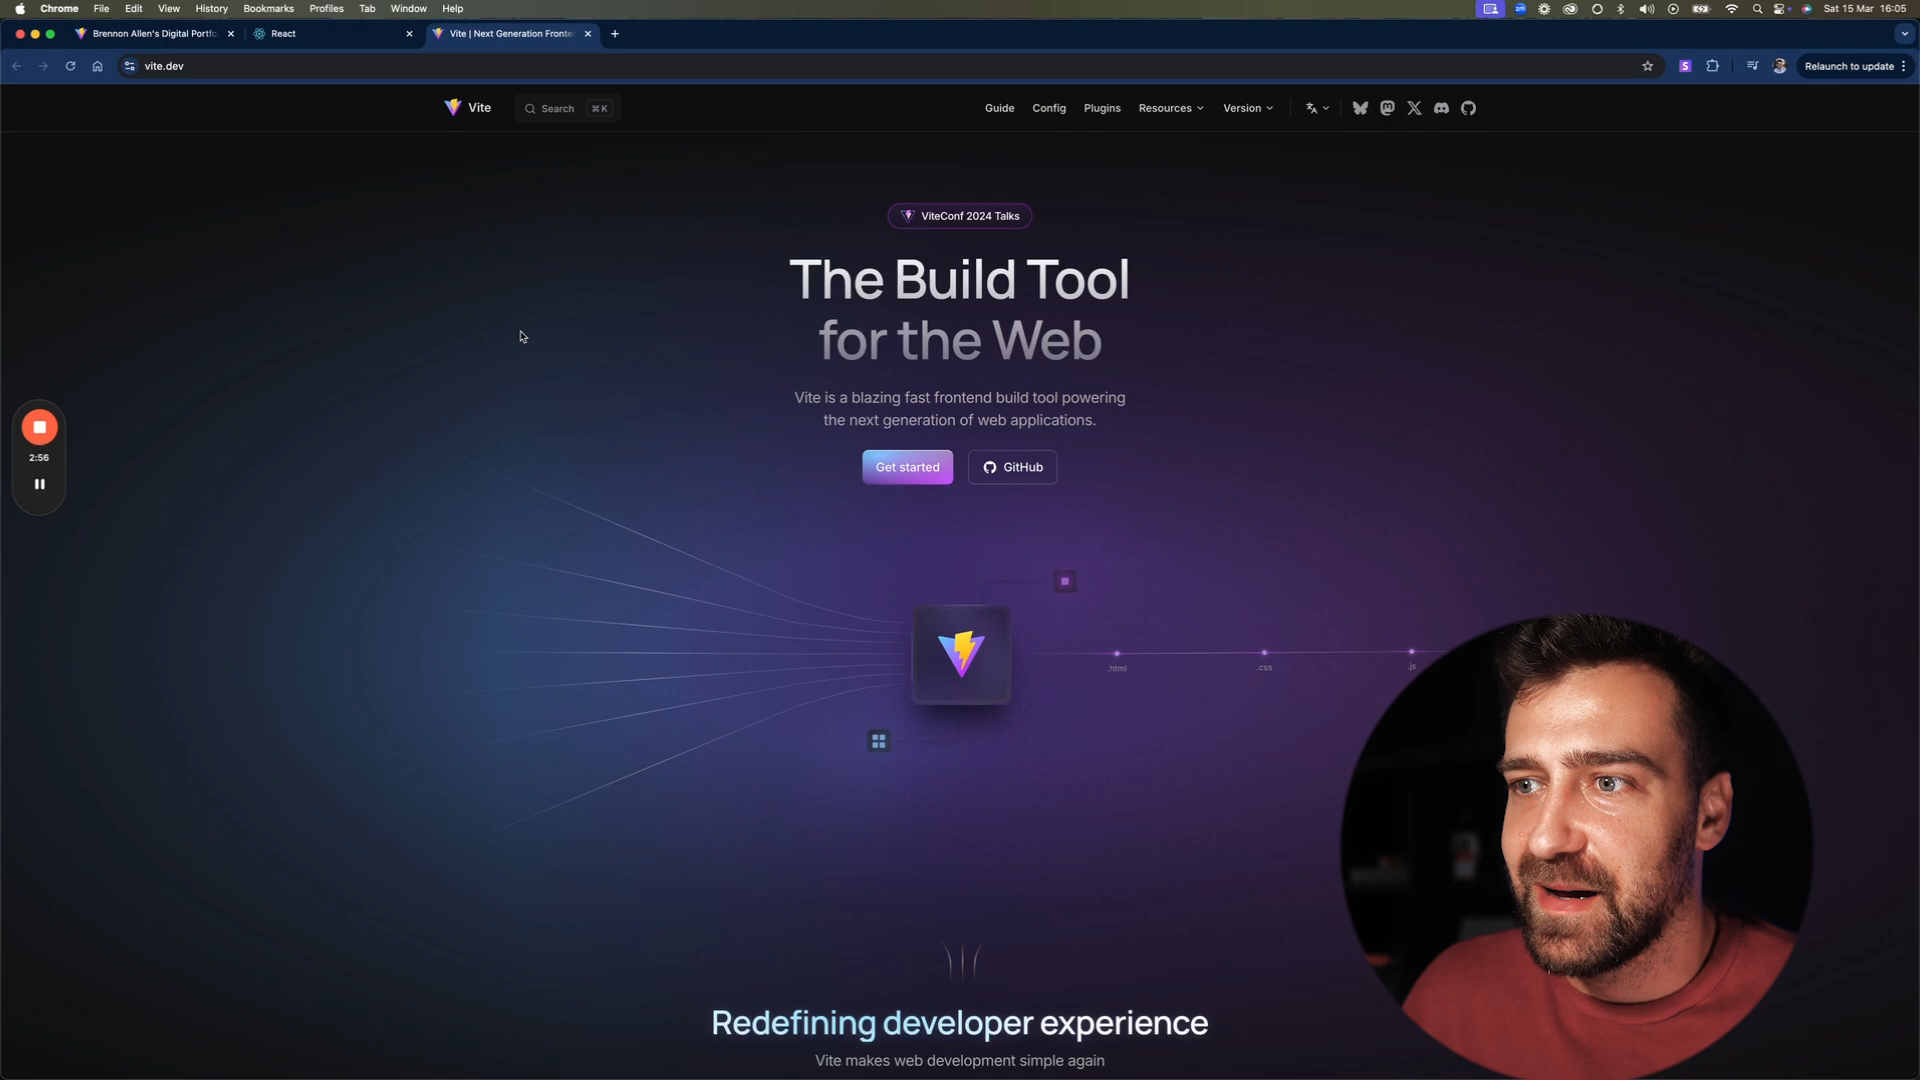 Chrome File Edit View History Bookmarks Profiles Tab Window Help
Sat 15 Mar 16:05
Brennon Allen's Digital Portfo
React
Vite | Next Generation Fronte
vite.dev
Relaunch to update
Vite
Search ⌘K
Guide Config Plugins Resources Version
ViteConf 2024 Talks
The Build Tool
for the Web
Vite is a blazing fast frontend build tool powering
the next generation of web applications.
Get started
GitHub
2:56
.html
.css
.js
Redefining developer experience
Vite makes web development simple again